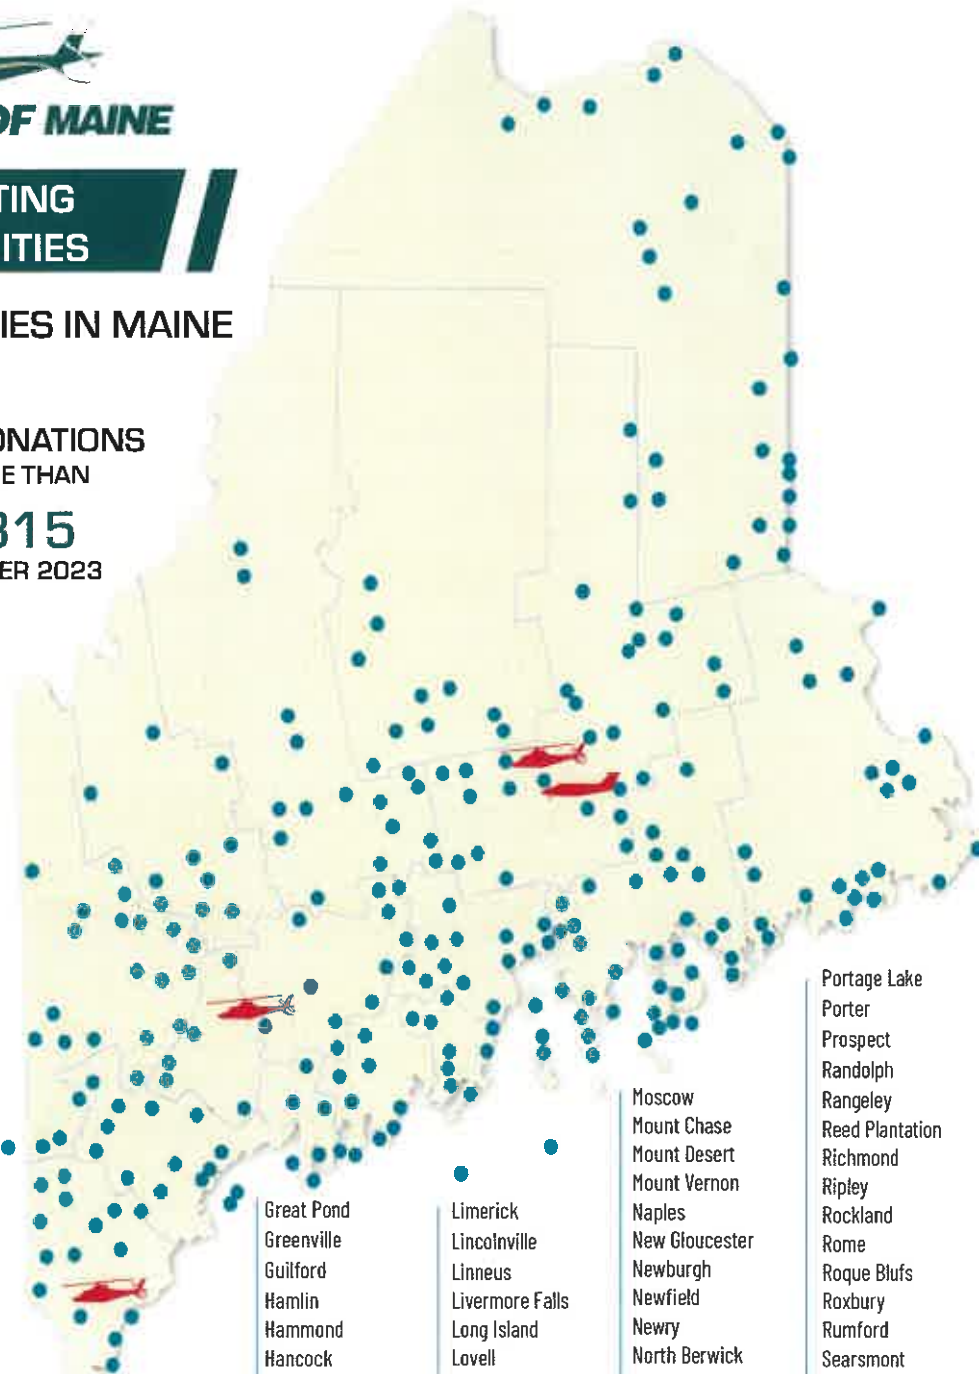 OF MAINE
TING
ITIES
IES IN MAINE
ONATIONS
E THAN
315
ER 2023
Great Pond
Greenville
Guilford
Hamlin
Hammond
Hancock
Limerick
Lincolnville
Linneus
Livermore Falls
Long Island
Lovell
Moscow
Mount Chase
Mount Desert
Mount Vernon
Naples
New Gloucester
Newburgh
Newfield
Newry
North Berwick
Portage Lake
Porter
Prospect
Randolph
Rangeley
Reed Plantation
Richmond
Ripley
Rockland
Rome
Roque Blufs
Roxbury
Rumford
Searsmont